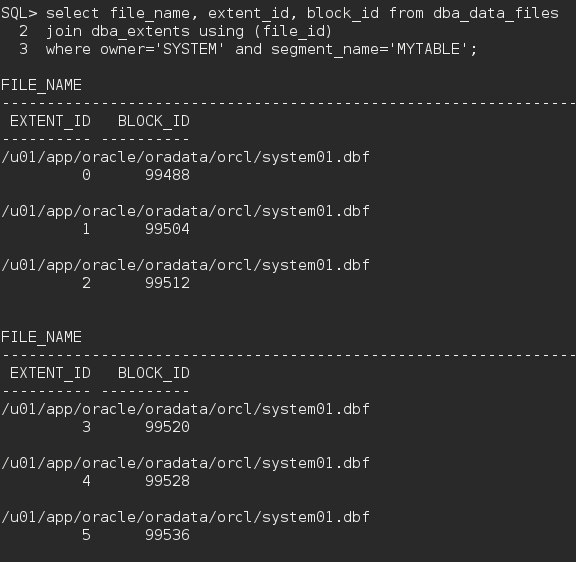 SQL> select file_name, extent_id, block_id from dba_data_files
  2  join dba_extents using (file_id)
  3  where owner='SYSTEM' and segment_name='MYTABLE';
FILE_NAME
----------------------------------------------------------------
 EXTENT_ID   BLOCK_ID
---------- ----------
/u01/app/oracle/oradata/orcl/system01.dbf
         0      99488
/u01/app/oracle/oradata/orcl/system01.dbf
         1      99504
/u01/app/oracle/oradata/orcl/system01.dbf
         2      99512
FILE_NAME
----------------------------------------------------------------
 EXTENT_ID   BLOCK_ID
---------- ----------
/u01/app/oracle/oradata/orcl/system01.dbf
         3      99520
/u01/app/oracle/oradata/orcl/system01.dbf
         4      99528
/u01/app/oracle/oradata/orcl/system01.dbf
         5      99536